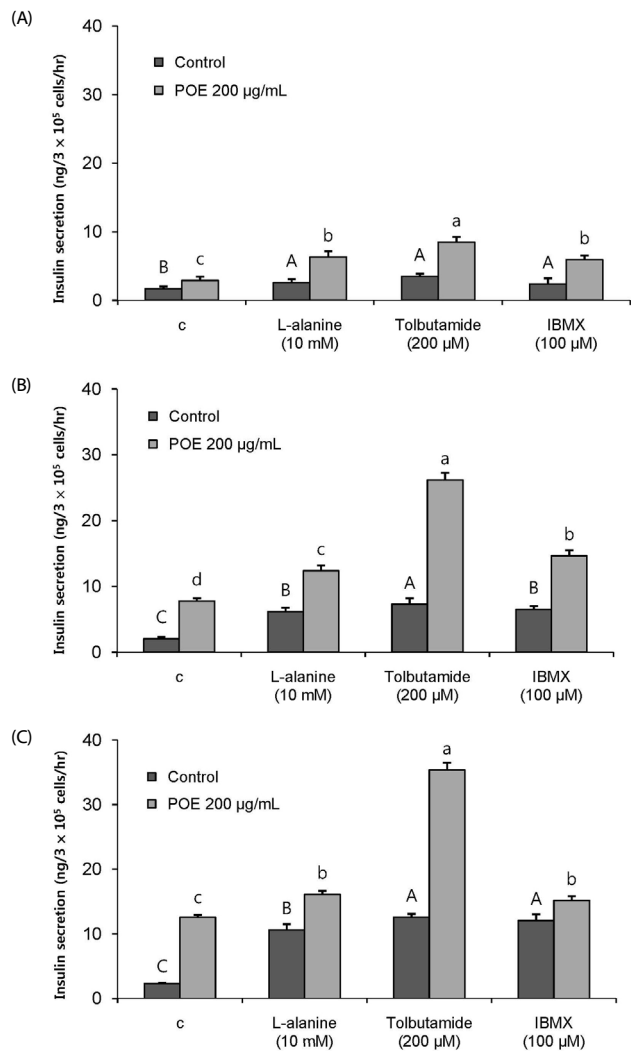 (A)
Insulin secretion (ng/3 × 10⁵ cells/hr)
40
30
20
10
0
Control
POE 200 µg/mL
B
c
A
b
A
a
A
b
c
L-alanine
(10 mM)
Tolbutamide
(200 µM)
IBMX
(100 µM)
(B)
Insulin secretion (ng/3 × 10⁵ cells/hr)
40
30
20
10
0
Control
POE 200 µg/mL
C
d
B
c
A
a
B
b
c
L-alanine
(10 mM)
Tolbutamide
(200 µM)
IBMX
(100 µM)
(C)
Insulin secretion (ng/3 × 10⁵ cells/hr)
40
30
20
10
0
Control
POE 200 µg/mL
C
c
B
b
A
a
A
b
c
L-alanine
(10 mM)
Tolbutamide
(200 µM)
IBMX
(100 µM)